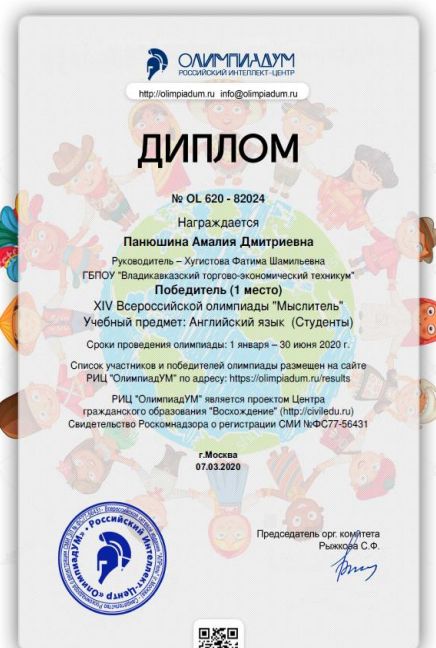 ОЛИМПИАДУМ
РОССИЙСКИЙ ИНТЕЛЛЕКТ-ЦЕНТР
http://olimpiadum.ru info@olimpiadum.ru
ДИПЛОМ
№ OL 620 - 82024
Награждается
Панюшина Амалия Дмитриевна
Руководитель – Хугистова Фатима Шамильевна
ГБПОУ "Владикавказский торгово-экономический техникум"
Победитель (1 место)
XIV Всероссийской олимпиады "Мыслитель"
Учебный предмет: Английский язык (Студенты)
Сроки проведения олимпиады: 1 января – 30 июня 2020 г.
Список участников и победителей олимпиады размещен на сайте
РИЦ "ОлимпиадУМ" по адресу: https://olimpiadum.ru/results
РИЦ "ОлимпиадУМ" является проектом Центра
гражданского образования "Восхождение" (http://civiledu.ru)
Свидетельство Роскомнадзора о регистрации СМИ №ФС77-56431
г.Москва
07.03.2020
Председатель орг. комитета
Рыжкова С.Ф.
Российский Интеллект-Центр «ОлимпиадУМ»